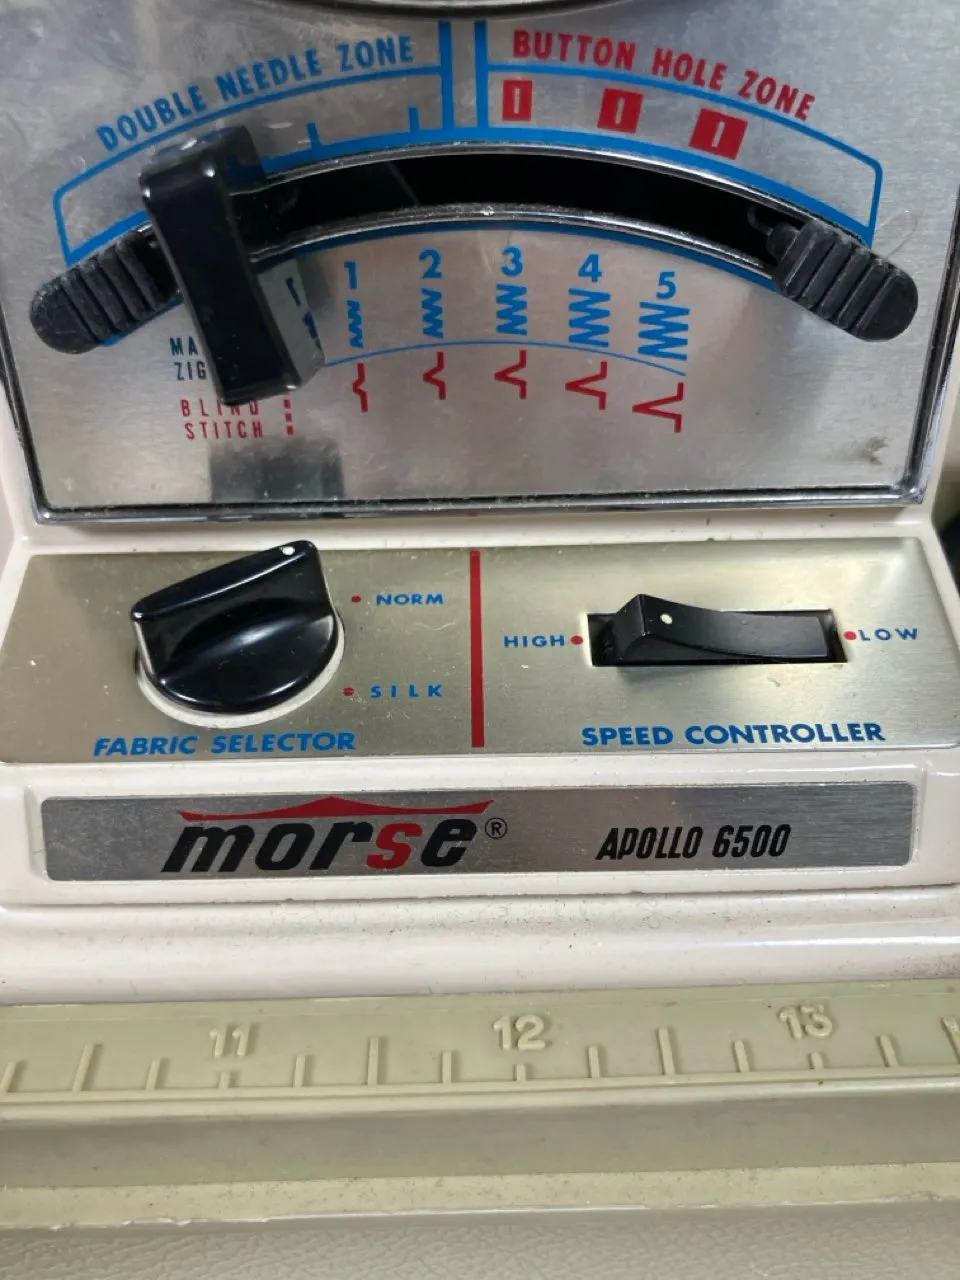 DOUBLE NEEDLE ZONE
BUTTON HOLE ZONE
1 2 3 4 5
BLIND
STITCH
NORM
SILK
FABRIC SELECTOR
HIGH
LOW
SPEED CONTROLLER
morse®
APOLLO 6500
11 12 13